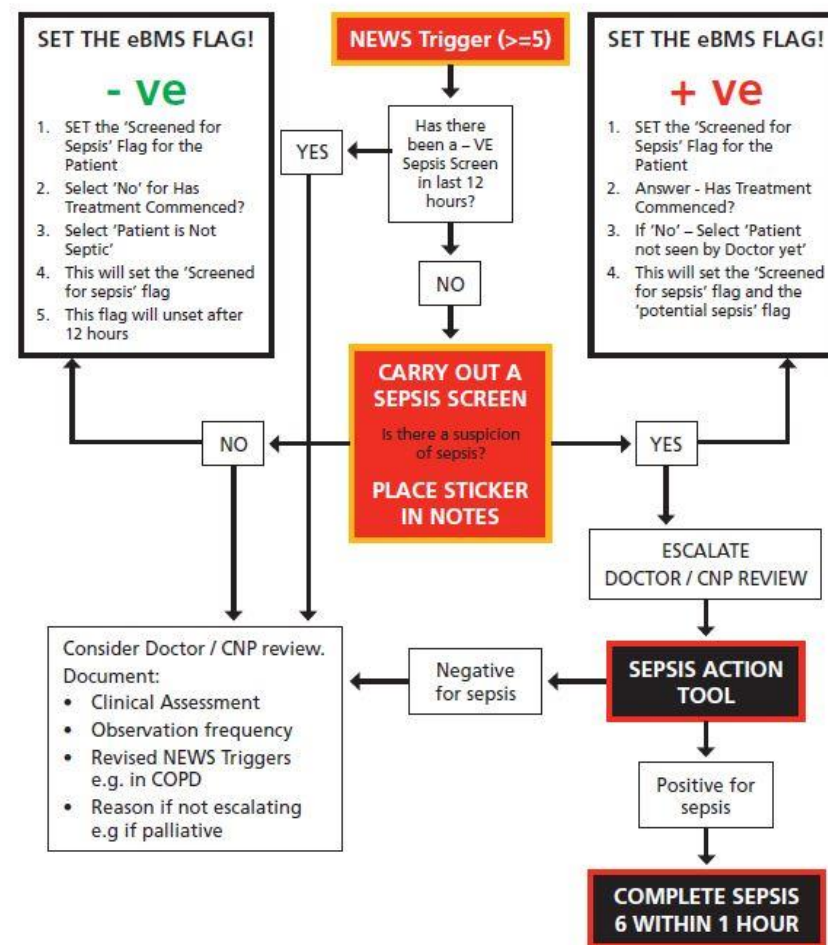 SET THE eBMS FLAG!
- ve
1. SET the ‘Screened for
Sepsis’ Flag for the
Patient
2. Select ‘No’ for Has
Treatment Commenced?
3. Select ‘Patient is Not
Septic’
4. This will set the ‘Screened
for sepsis’ flag
5. This flag will unset after
12 hours
NEWS Trigger (>=5)
Has there
been a – VE
Sepsis Screen
in last 12
hours?
YES
NO
SET THE eBMS FLAG!
+ ve
1. SET the ‘Screened for
Sepsis’ Flag for the
Patient
2. Answer - Has Treatment
Commenced?
3. If ‘No’ – Select ‘Patient
not seen by Doctor yet’
4. This will set the ‘Screened
for sepsis’ flag and the
‘potential sepsis’ flag
CARRY OUT A
SEPSIS SCREEN
Is there a suspicion
of sepsis?
PLACE STICKER
IN NOTES
NO
YES
ESCALATE
DOCTOR / CNP REVIEW
SEPSIS ACTION
TOOL
Negative
for sepsis
Consider Doctor / CNP review.
Document:
• Clinical Assessment
• Observation frequency
• Revised NEWS Triggers
e.g. in COPD
• Reason if not escalating
e.g if palliative
Positive for
sepsis
COMPLETE SEPSIS
6 WITHIN 1 HOUR